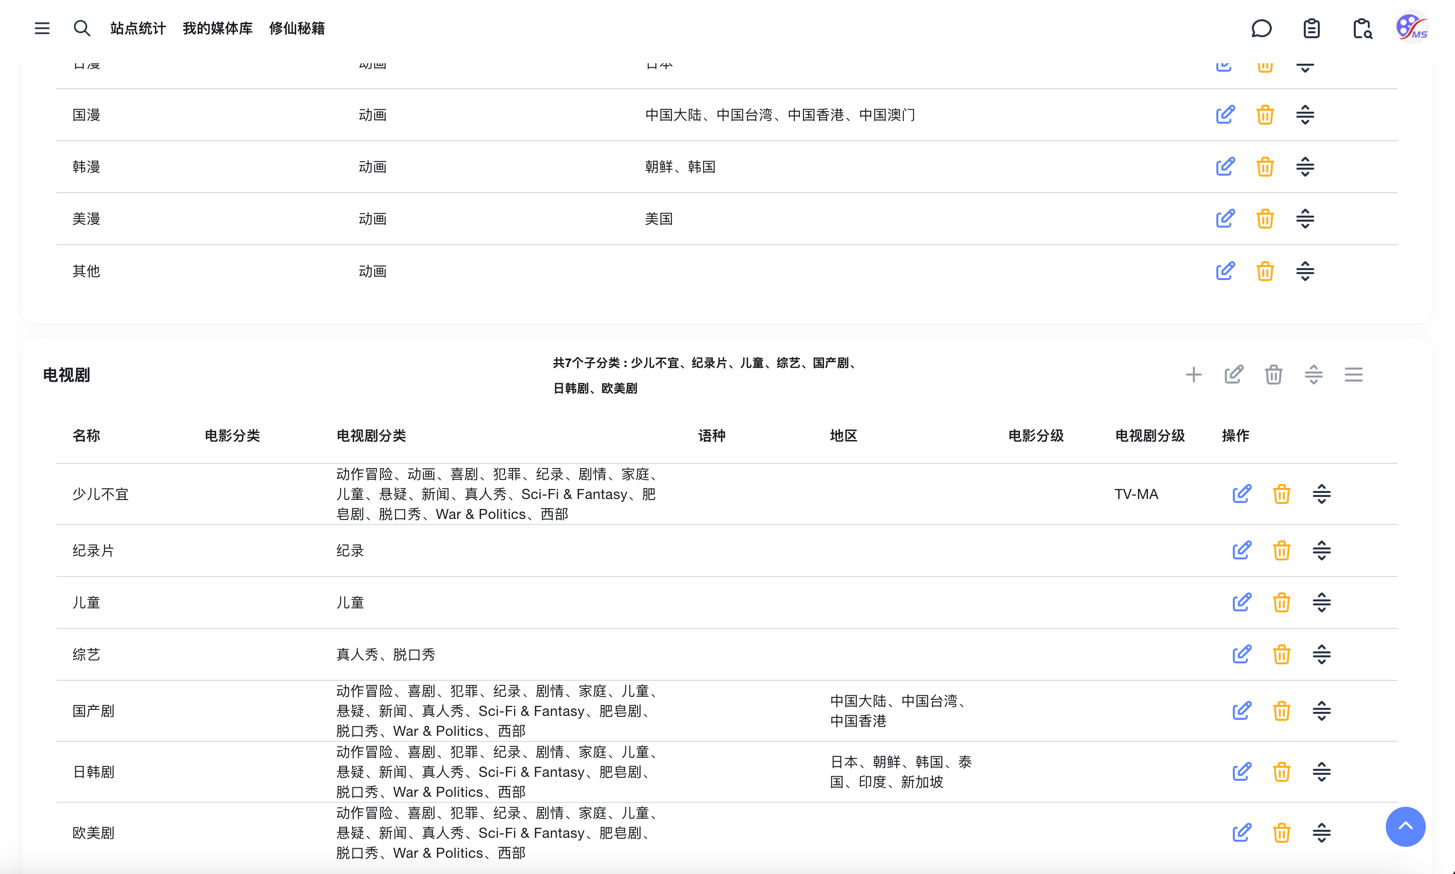 站点统计 我的媒体库 修仙秘籍
MS
日漫 动画 日本
国漫 动画 中国大陆、中国台湾、中国香港、中国澳门
韩漫 动画 朝鲜、韩国
美漫 动画 美国
其他 动画
电视剧
共7个子分类 : 少儿不宜、纪录片、儿童、综艺、国产剧、
日韩剧、欧美剧
名称 电影分类 电视剧分类 语种 地区 电影分级 电视剧分级 操作
少儿不宜
动作冒险、动画、喜剧、犯罪、纪录、剧情、家庭、
儿童、悬疑、新闻、真人秀、Sci-Fi & Fantasy、肥
皂剧、脱口秀、War & Politics、西部
TV-MA
纪录片 纪录
儿童 儿童
综艺 真人秀、脱口秀
国产剧
动作冒险、喜剧、犯罪、纪录、剧情、家庭、儿童、
悬疑、新闻、真人秀、Sci-Fi & Fantasy、肥皂剧、
脱口秀、War & Politics、西部
中国大陆、中国台湾、
中国香港
日韩剧
动作冒险、喜剧、犯罪、纪录、剧情、家庭、儿童、
悬疑、新闻、真人秀、Sci-Fi & Fantasy、肥皂剧、
脱口秀、War & Politics、西部
日本、朝鲜、韩国、泰
国、印度、新加坡
欧美剧
动作冒险、喜剧、犯罪、纪录、剧情、家庭、儿童、
悬疑、新闻、真人秀、Sci-Fi & Fantasy、肥皂剧、
脱口秀、War & Politics、西部